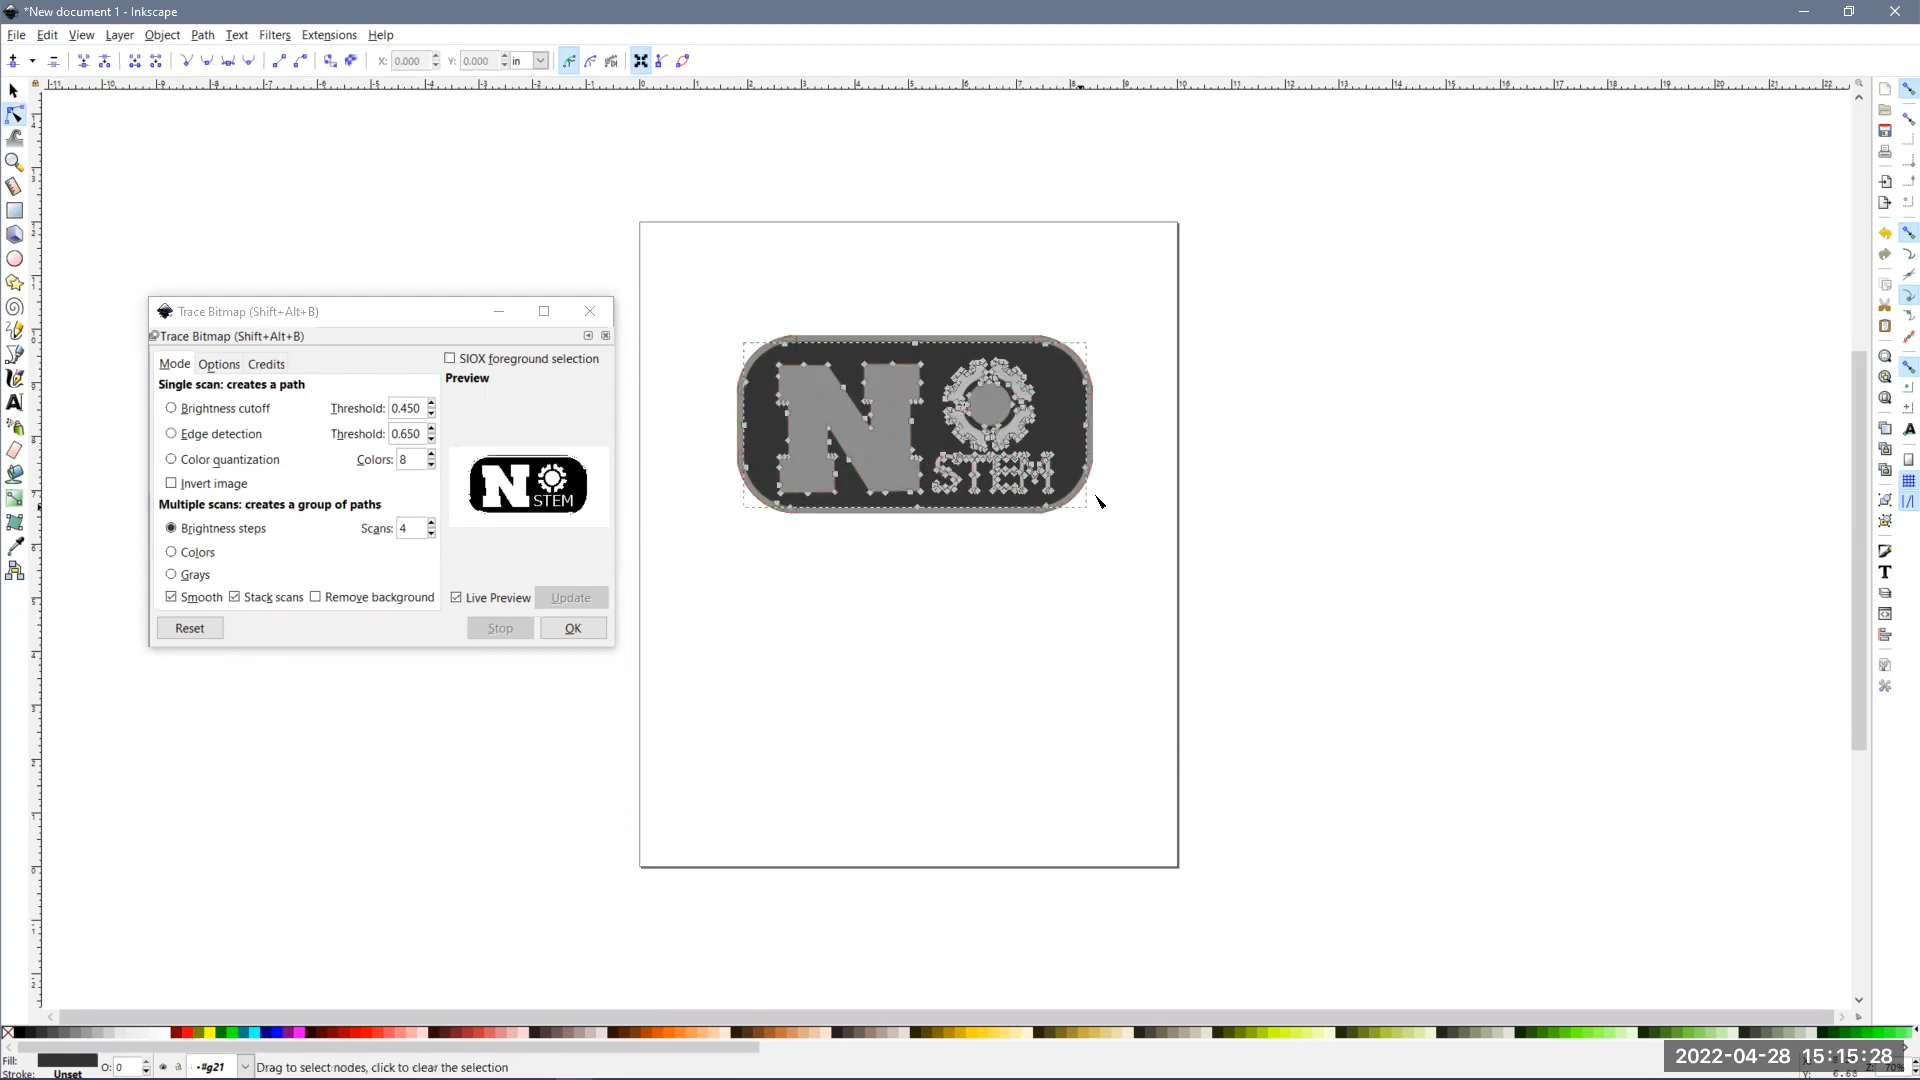 *New document 1 - Inkscape
File Edit View Layer Object Path Text Filters Extensions Help
X: 0.000 Y: 0.000 in
Trace Bitmap (Shift+Alt+B)
Trace Bitmap (Shift+Alt+B)
Mode Options Credits
SIOX foreground selection
Single scan: creates a path
Preview
Brightness cutoff Threshold: 0.450
Edge detection Threshold: 0.650
Color quantization Colors: 8
Invert image
Multiple scans: creates a group of paths
Brightness steps Scans: 4
Colors
Grays
Smooth Stack scans Remove background
Live Preview Update
Reset Stop OK
N STEM
N
STEM
Fill:
Stroke: Unset
O: 0
#g21
Drag to select nodes, click to clear the selection
2022-04-28 15:15:28